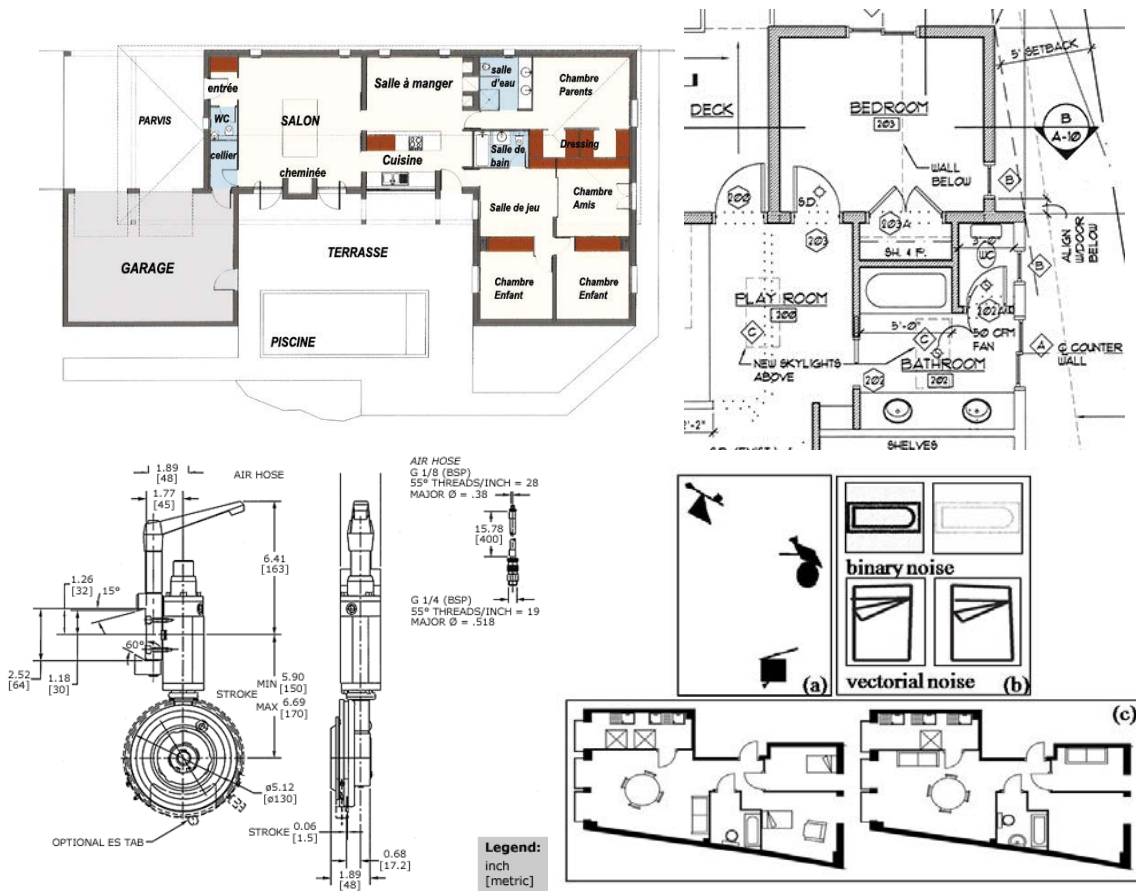 entrée
WC
cellier
PARVIS
SALON
cheminée
Salle à manger
Cuisine
salle
d'eau
Chambre
Parents
Dressing
Salle de
bain
Salle de jeu
Chambre
Amis
Chambre
Enfant
Chambre
Enfant
GARAGE
TERRASSE
PISCINE
5' SETBACK
DECK
BEDROOM
203
B
A-10
WALL
BELOW
B
200
S.D.
203
203A
SH. & P.
3'-0"
WC
ALIGN
W/DOOR
BELOW
B
PLAY ROOM
200
C
5'-0"
202A
50 CFM
FAN
A
C
NEW SKYLIGHTS
ABOVE
BATHROOM
202
202
COUNTER
WALL
SHELVES
1.89
[48]
AIR HOSE
1.77
[45]
6.41
[163]
1.26
[32]
15°
60°
2.52
[64]
1.18
[30]
MIN 5.90
[150]
STROKE
MAX 6.69
[170]
ø5.12
[ø130]
OPTIONAL ES TAB
STROKE 0.06
[1.5]
0.68
[17.2]
1.89
[48]
AIR HOSE
G 1/8 (BSP)
55° THREADS/INCH = 28
MAJOR Ø = .38
15.78
[400]
G 1/4 (BSP)
55° THREADS/INCH = 19
MAJOR Ø = .518
Legend:
inch
[metric]
(a)
binary noise
vectorial noise
(b)
(c)